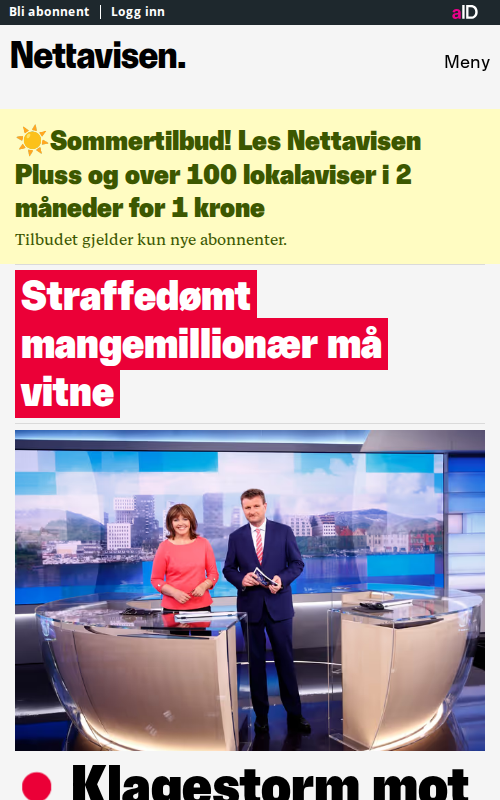 Bli abonnent
Logg inn
aID
Nettavisen.
Meny
Sommertilbud! Les Nettavisen
Pluss og over 100 lokalaviser i 2
måneder for 1 krone
Tilbudet gjelder kun nye abonnenter.
Straffedømt
mangemillionær må
vitne
Klagestorm mot